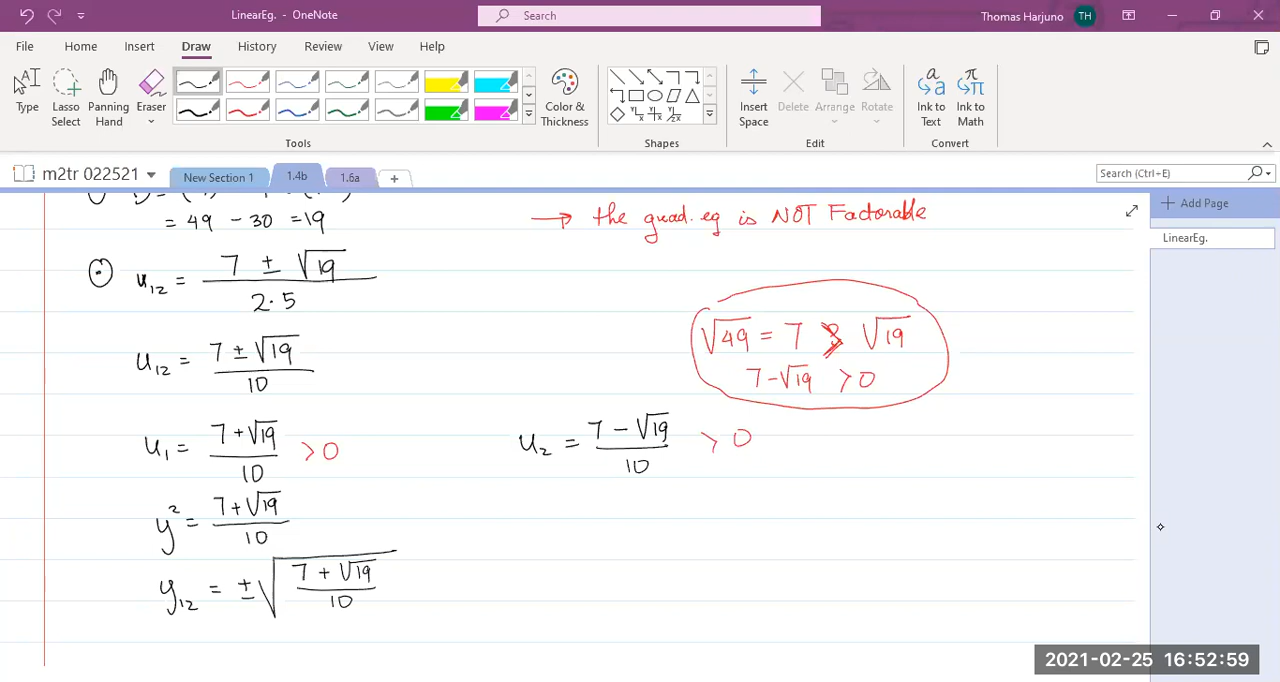 LinearEg. - OneNote
Search
Thomas Harjuno TH
File Home Insert Draw History Review View Help
Type
Lasso Select
Panning Hand
Eraser
Color & Thickness
Insert Space
Delete
Arrange
Rotate
Ink to Text
Ink to Math
Tools Shapes Edit Convert
m2tr 022521
New Section 1
1.4b
1.6a
Search (Ctrl+E)
Add Page
LinearEg.
= 49 - 30 = 19
→ the quad. eq is NOT Factorable
u₁₂ = (7 ± √19) / (2·5)
√49 = 7 > √19
7 - √19 > 0
u₁₂ = (7 ± √19) / 10
u₁ = (7 + √19) / 10 > 0
u₂ = (7 - √19) / 10 > 0
y² = (7 + √19) / 10
y₁₂ = ± √((7 + √19) / 10)
2021-02-25 16:52:59